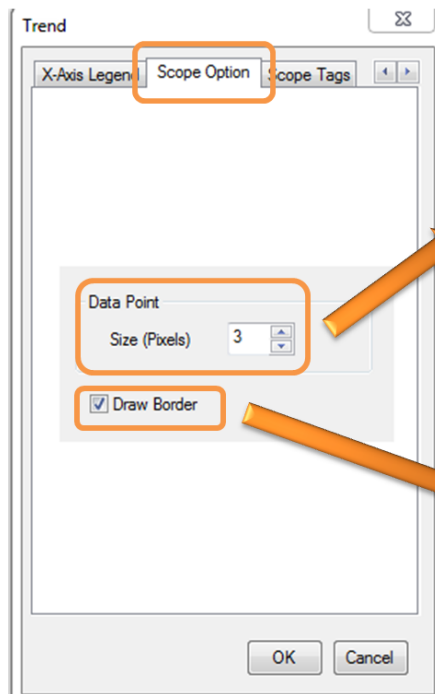 Trend
X-Axis Legend Scope Option Scope Tags
Data Point
Size (Pixels) 3
Draw Border
OK Cancel